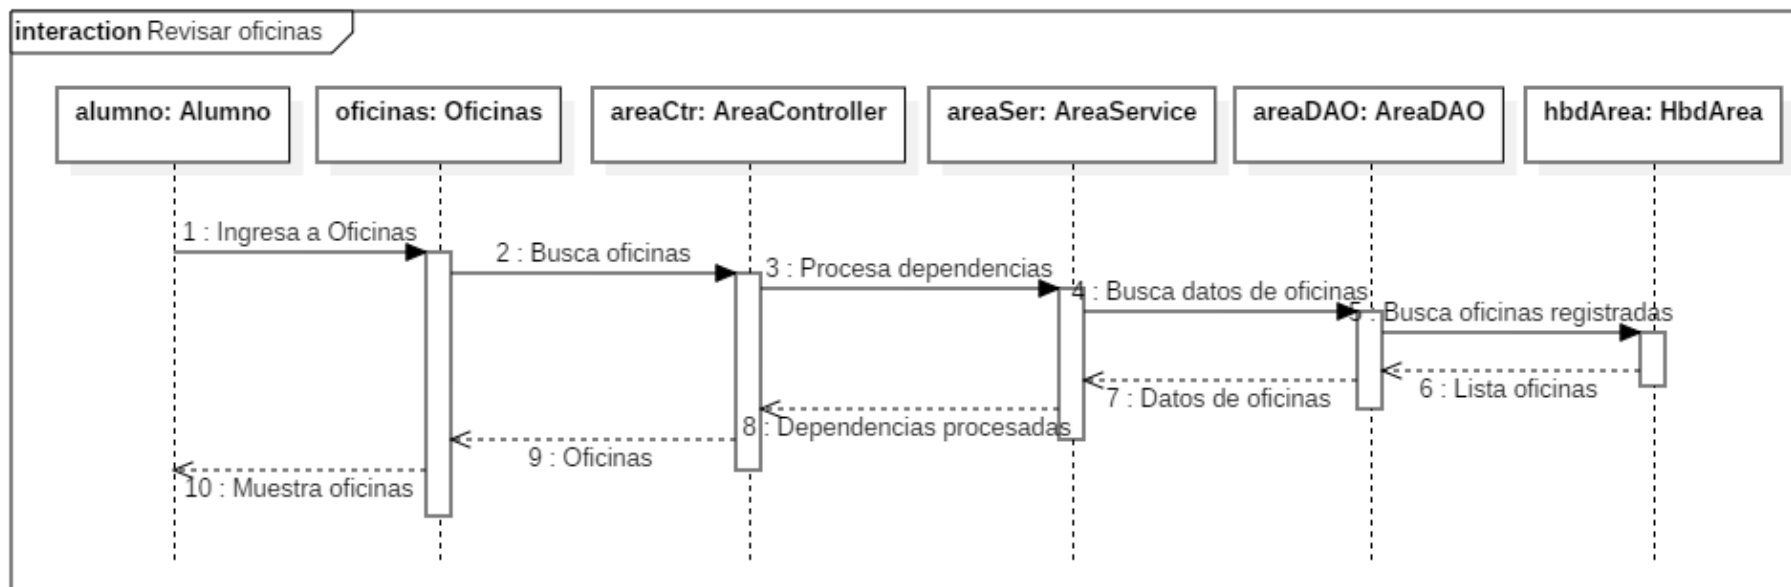 interaction Revisar oficinas
alumno: Alumno
oficinas: Oficinas
areaCtr: AreaController
areaSer: AreaService
areaDAO: AreaDAO
hbdArea: HbdArea
1 : Ingresa a Oficinas
2 : Busca oficinas
3 : Procesa dependencias
4 : Busca datos de oficinas
5 : Busca oficinas registradas
6 : Lista oficinas
7 : Datos de oficinas
8 : Dependencias procesadas
9 : Oficinas
10 : Muestra oficinas